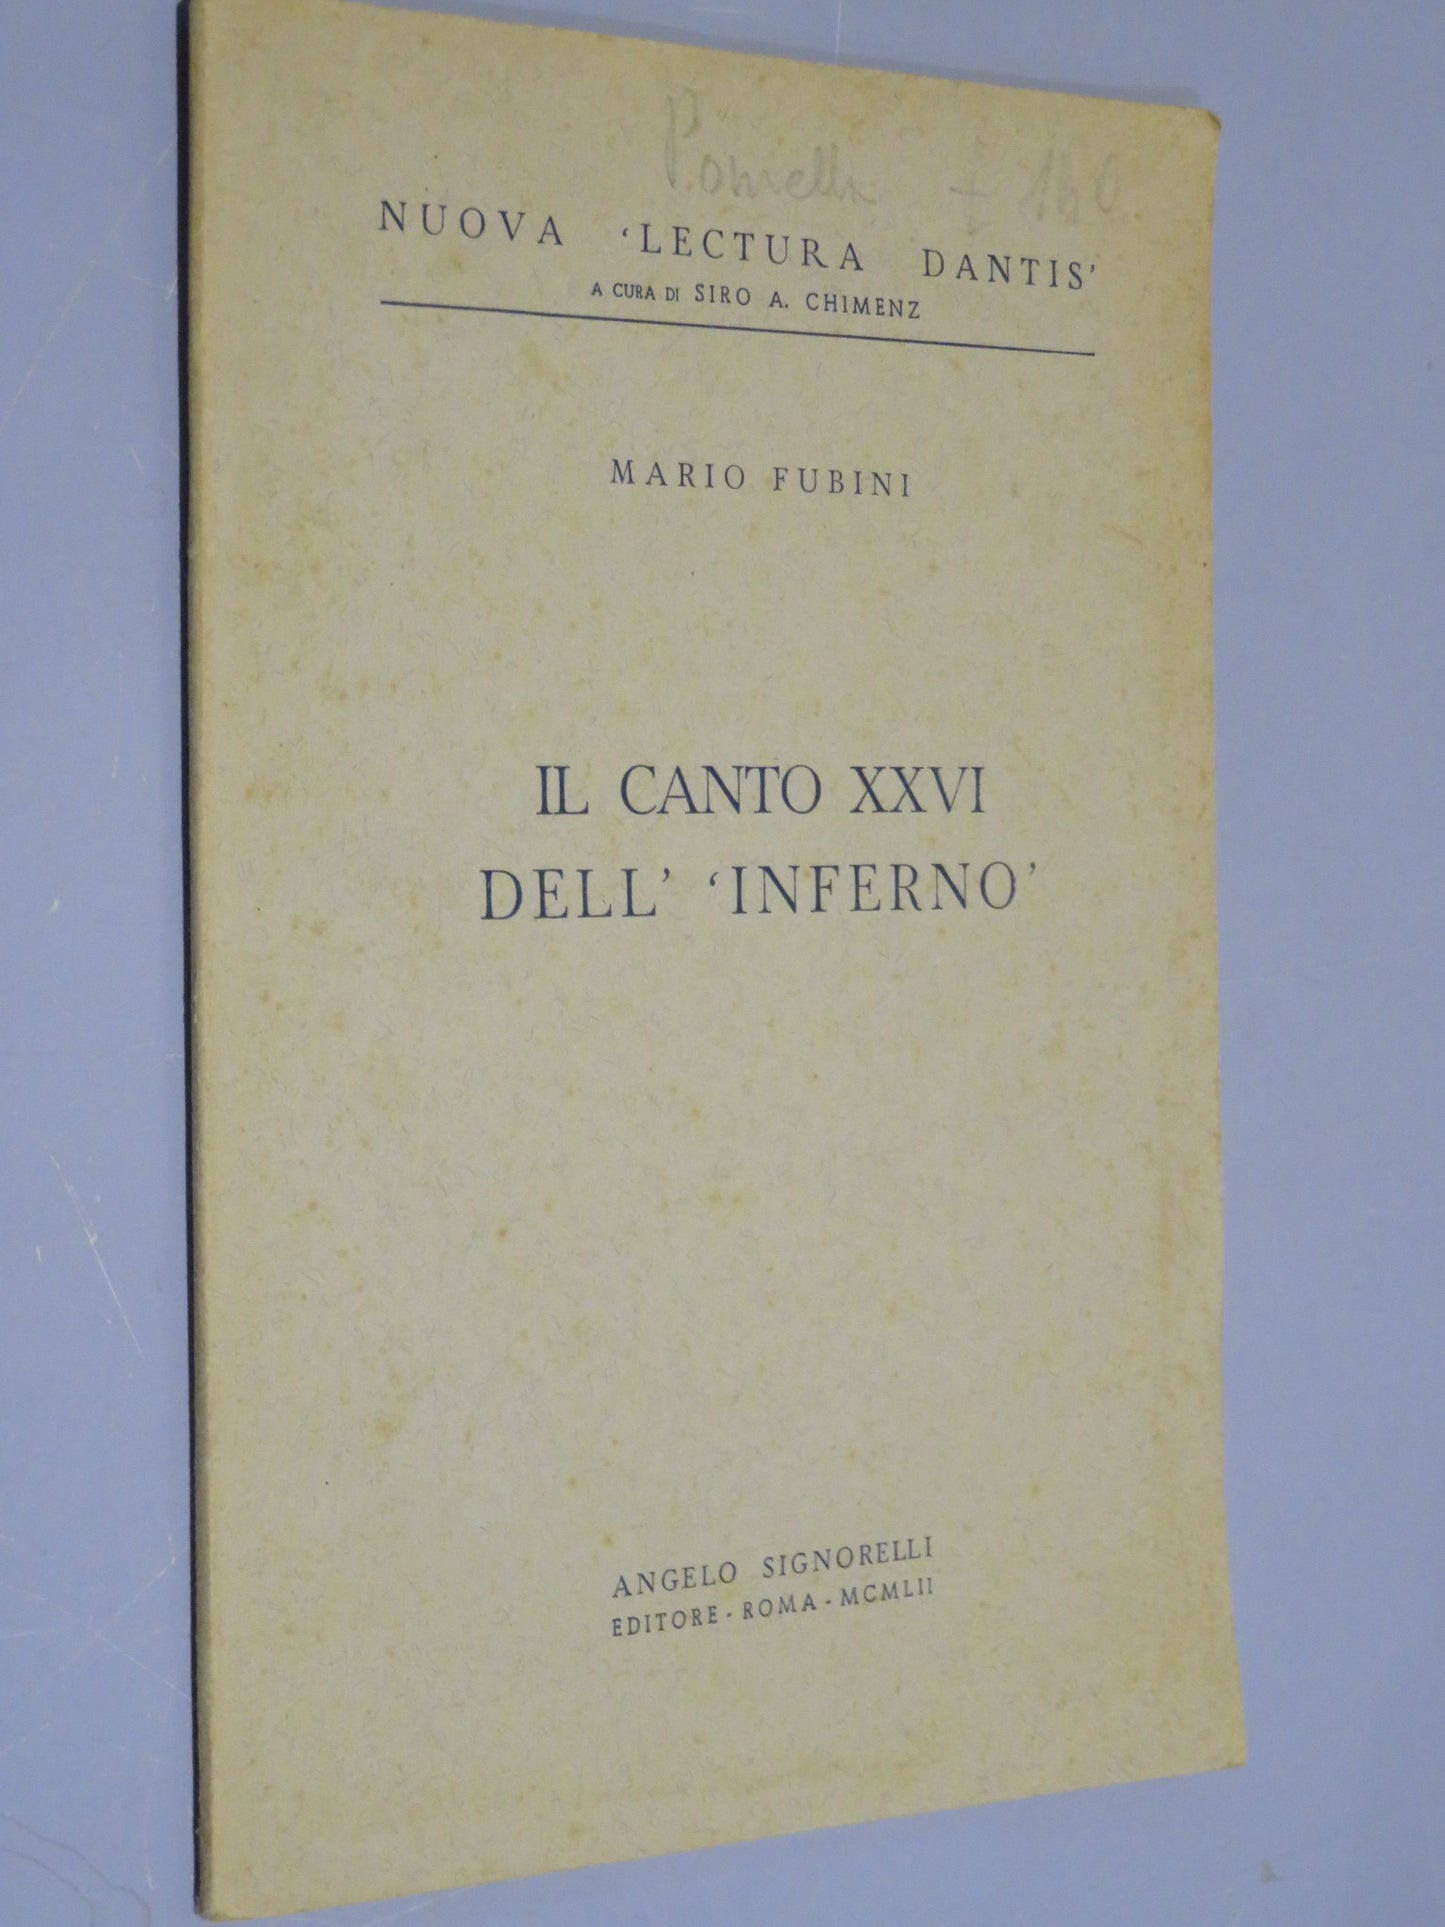 NUOVA 'LECTURA DANTIS'
A CURA DI SIRO A. CHIMENZ
MARIO FUBINI
IL CANTO XXVI
DELL' 'INFERNO'
ANGELO SIGNORELLI
EDITORE - ROMA - MCMLII